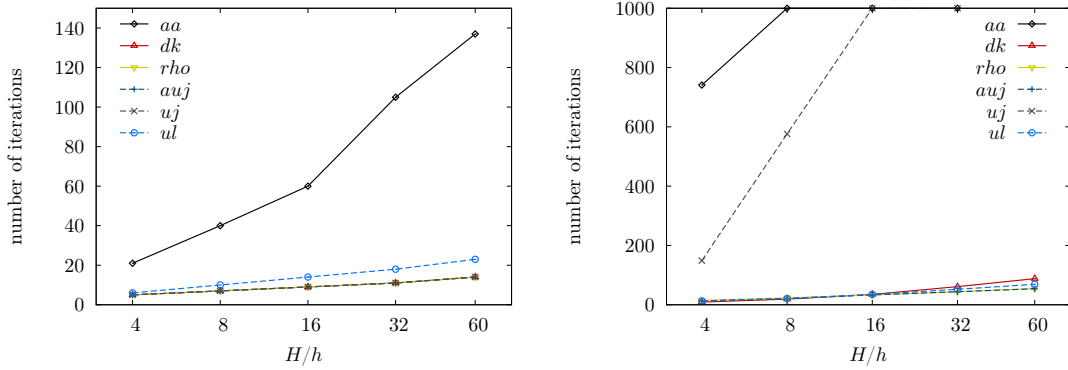 140
120
100
80
60
40
20
0
number of iterations
aa
dk
rho
auj
uj
ul
4 8 16 32 60
H/h
1000
800
600
400
200
0
number of iterations
aa
dk
rho
auj
uj
ul
4 8 16 32 60
H/h